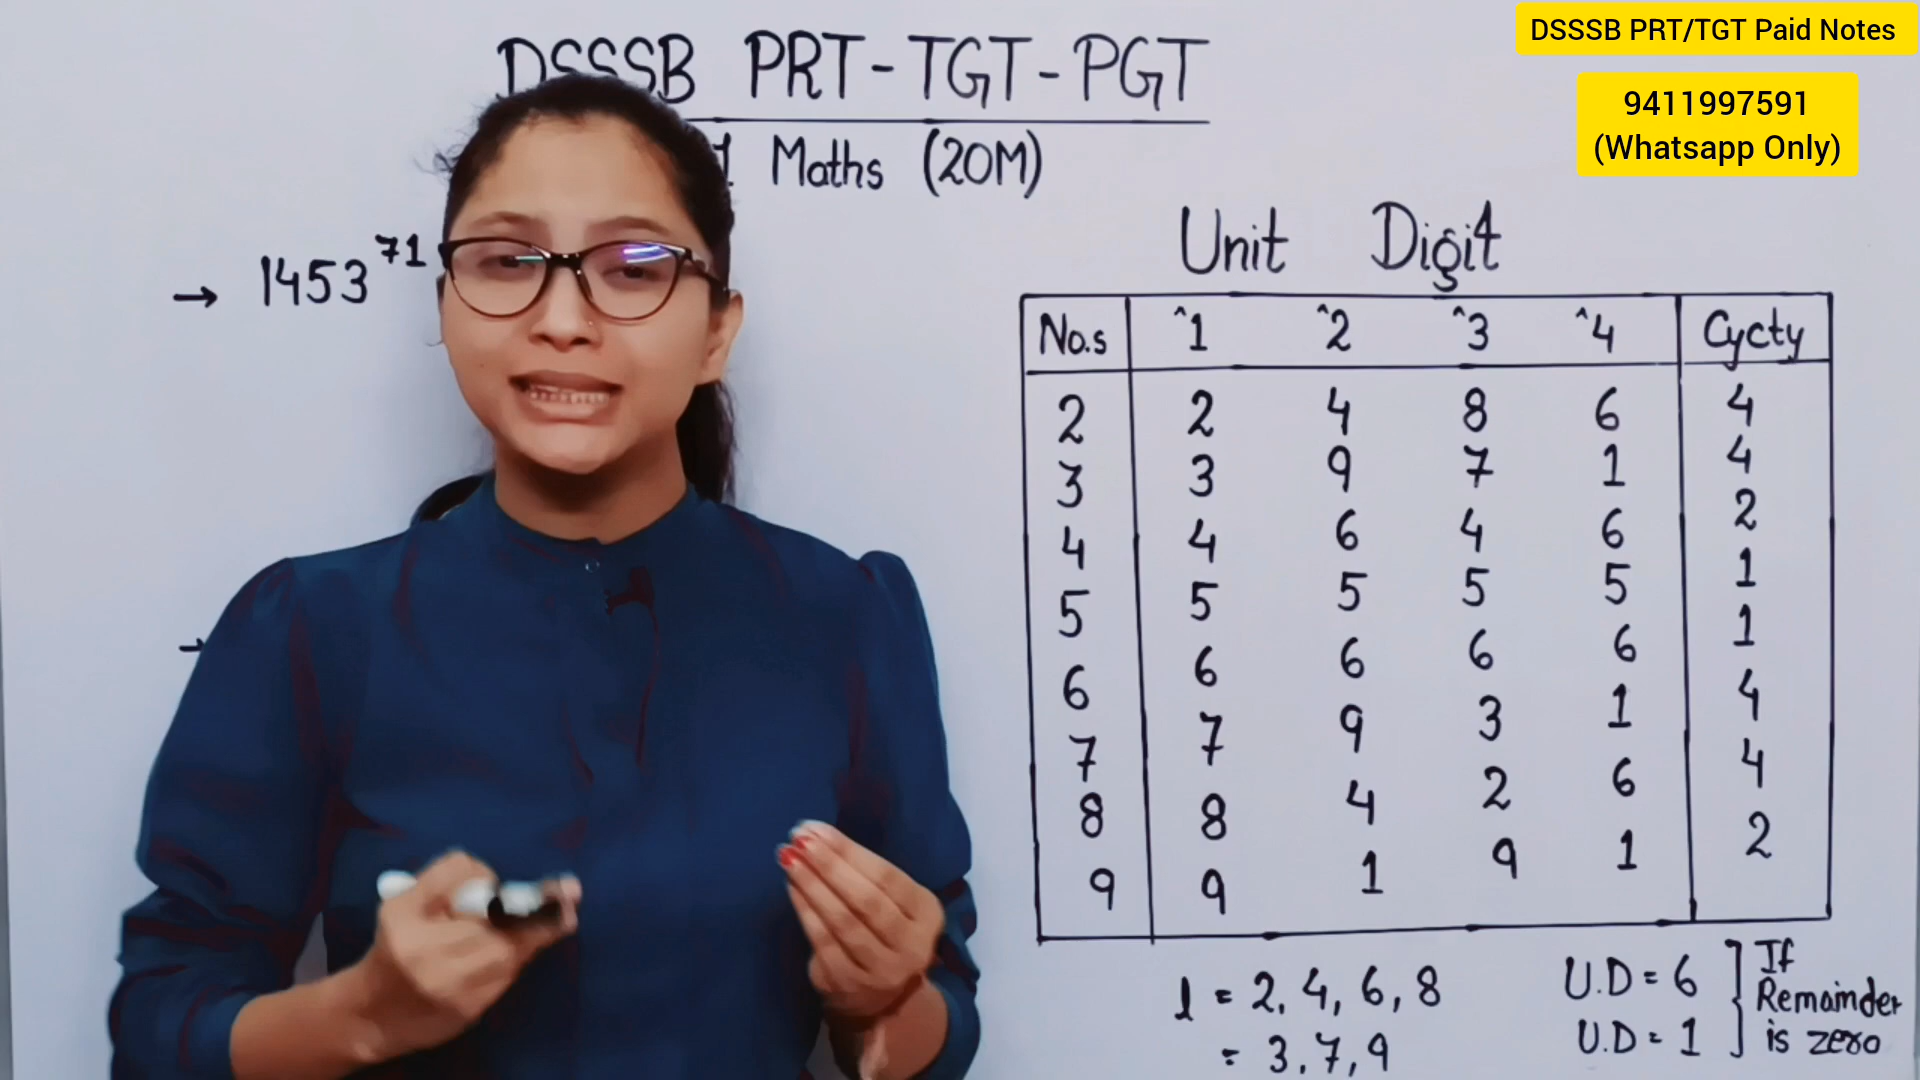 DSSSB PRT/TGT Paid Notes
9411997591
(Whatsapp Only)
DSSSB PRT-TGT-PGT
1 Maths (20M)
→ 1453^71
→
Unit Digit
No.s ^1 ^2 ^3 ^4 Cycty
2 2 4 8 6 4
3 3 9 7 1 4
4 4 6 4 6 2
5 5 5 5 5 1
6 6 6 6 6 1
7 7 9 3 1 4
8 8 4 2 6 4
9 9 1 9 1 2
l = 2, 4, 6, 8 U.D = 6
= 3, 7, 9 U.D = 1
If
Remainder
is zero